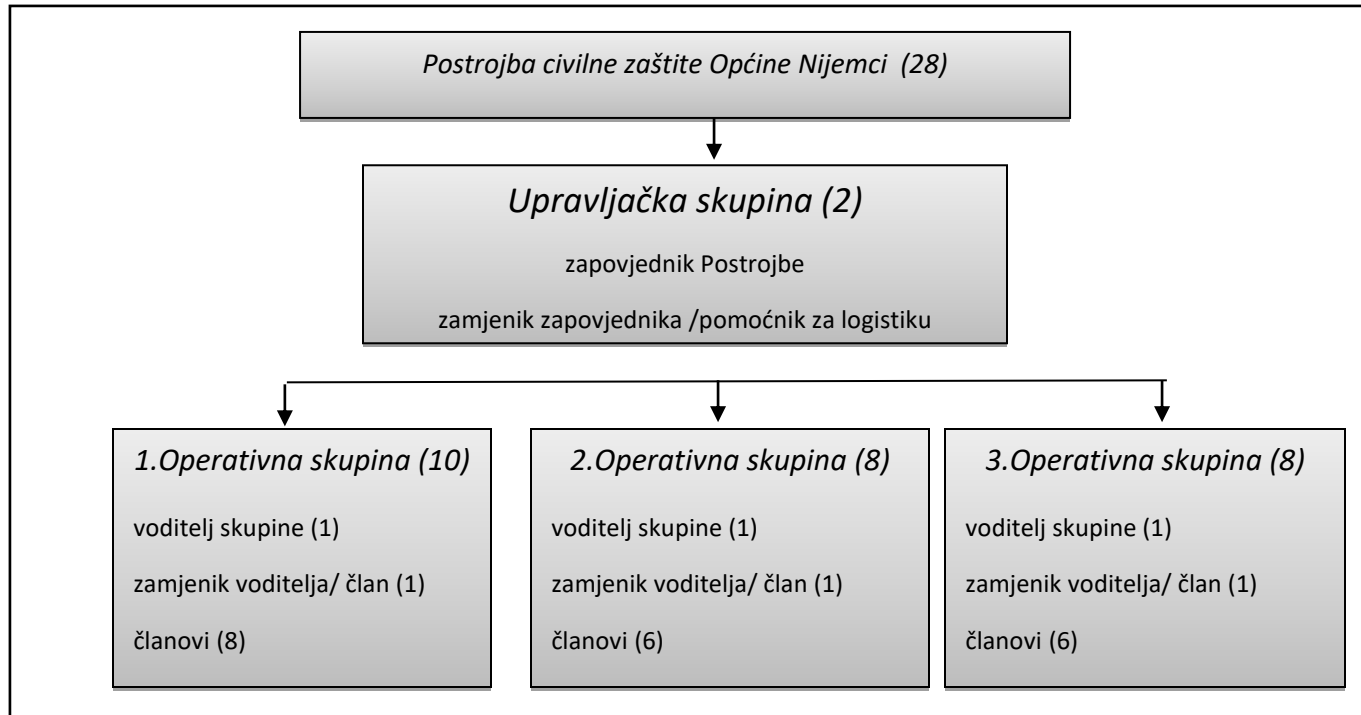 Postrojba civilne zaštite Općine Nijemci (28)
Upravljačka skupina (2)
zapovjednik Postrojbe
zamjenik zapovjednika /pomoćnik za logistiku
1.Operativna skupina (10)
voditelj skupine (1)
zamjenik voditelja/ član (1)
članovi (8)
2.Operativna skupina (8)
voditelj skupine (1)
zamjenik voditelja/ član (1)
članovi (6)
3.Operativna skupina (8)
voditelj skupine (1)
zamjenik voditelja/ član (1)
članovi (6)